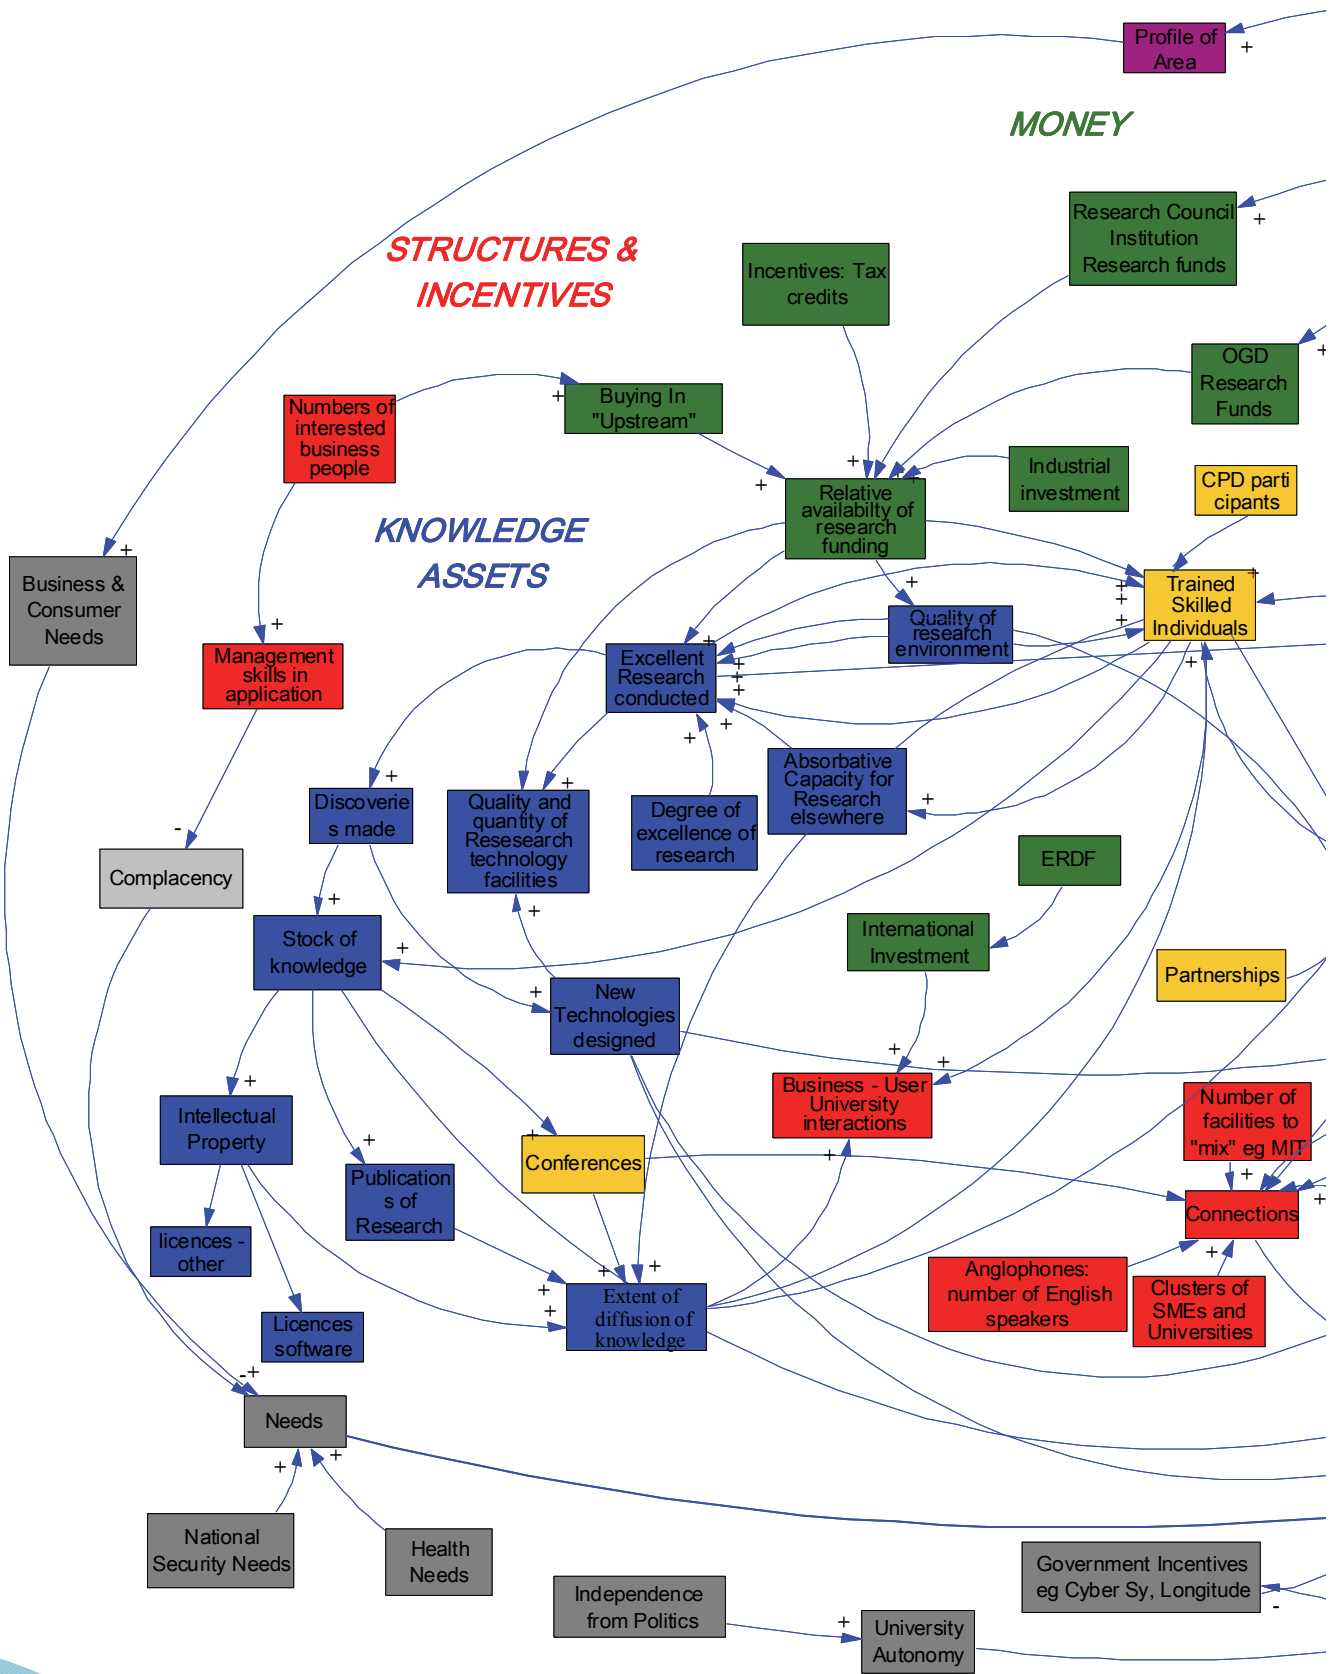 Profile of
Area
+
MONEY
Research Council
Institution
Research funds
+
STRUCTURES &
INCENTIVES
Incentives: Tax
credits
OGD
Research
Funds
+
Buying In
"Upstream"
+
Numbers of
interested
business
people
Industrial
investment
CPD parti
cipants
+
+
Relative
availabilty of
research
funding
KNOWLEDGE
ASSETS
+
Business &
Consumer
Needs
Trained
Skilled
Individuals
+
+
+
+
+
+
Quality of
research
environment
+
Management
skills in
application
Excellent
Research
conducted
+
+
+
+
+
+
Absorbative
Capacity for
Research
elsewhere
+
+
Discoverie
s made
+
Quality and
quantity of
Resesearch
technology
facilities
Degree of
excellence of
research
-
Complacency
ERDF
+
+
International
Investment
Stock of
knowledge
+
Partnerships
+
New
Technologies
designed
+
+
Business - User
University
interactions
+
Number of
facilities to
"mix" eg MIT
Intellectual
Property
+
+
Conferences
+
Publication
s of
Research
+
+
Connections
licences -
other
+
Anglophones:
number of English
speakers
Clusters of
SMEs and
Universities
+
+
+
+
Extent of
diffusion of
knowledge
Licences
software
-+
Needs
+
+
National
Security Needs
Health
Needs
Government Incentives
eg Cyber Sy, Longitude
-
Independence
from Politics
+
University
Autonomy